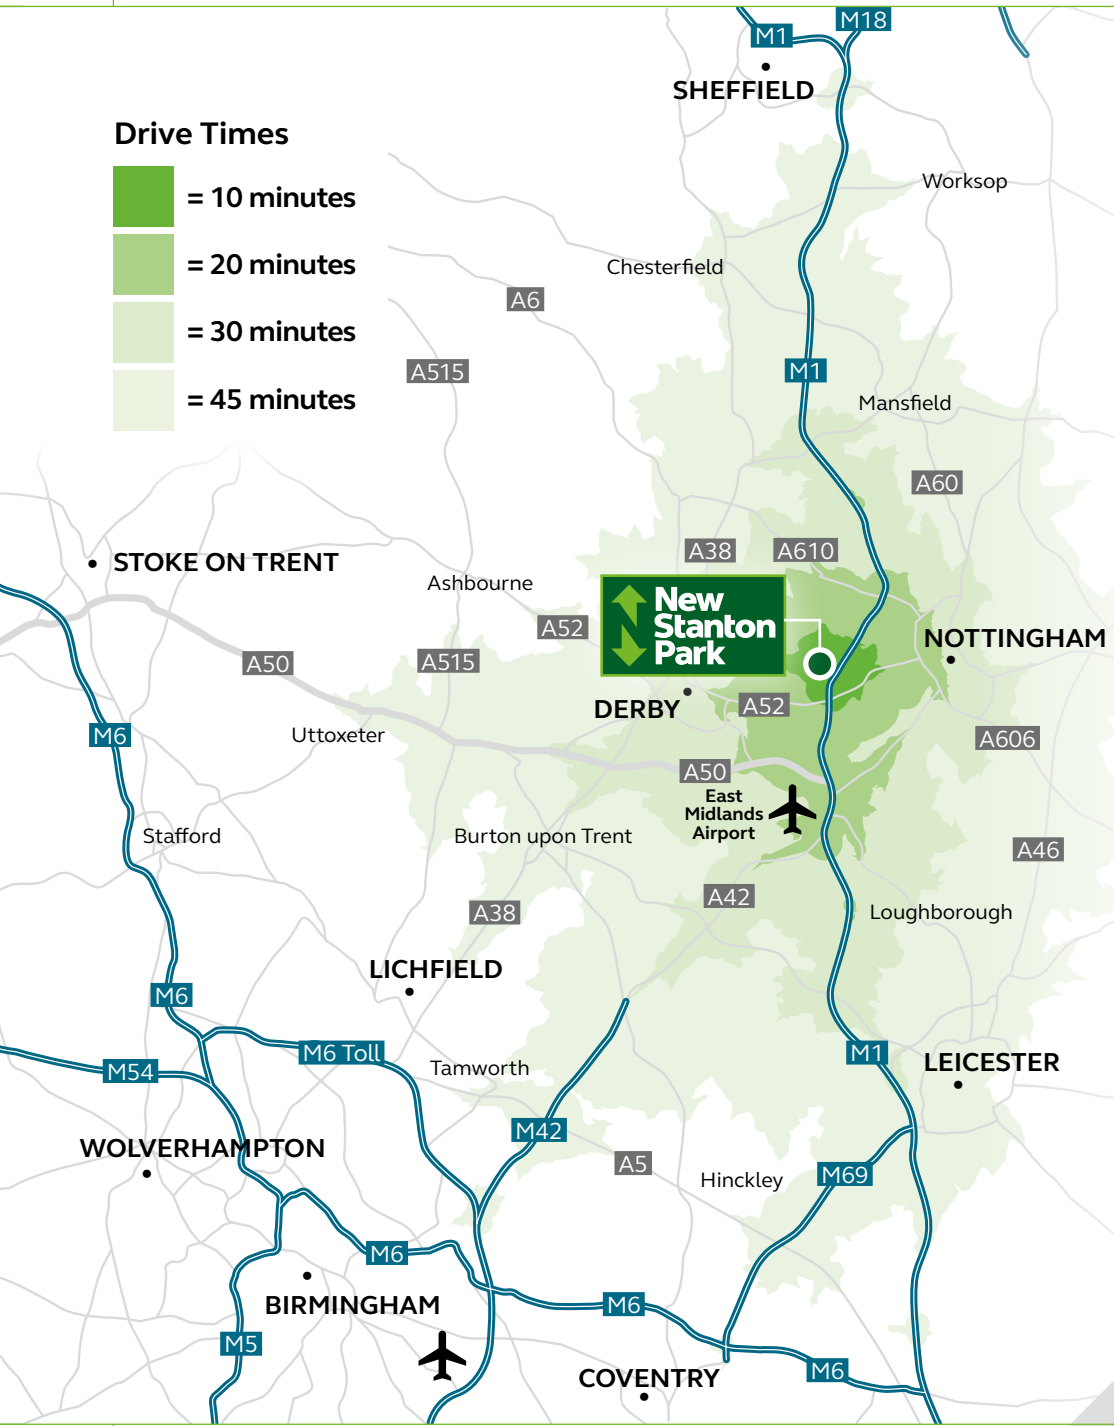 M18
M1
SHEFFIELD
Drive Times
= 10 minutes
= 20 minutes
= 30 minutes
= 45 minutes
Worksop
Chesterfield
A6
A515
M1
Mansfield
A60
A38
A610
STOKE ON TRENT
Ashbourne
A52
New
Stanton
Park
NOTTINGHAM
A50
A515
DERBY
A52
M6
Uttoxeter
A606
A50
East
Midlands
Airport
Stafford
Burton upon Trent
A46
A42
A38
Loughborough
LICHFIELD
M6
M6 Toll
M1
LEICESTER
M54
Tamworth
M42
WOLVERHAMPTON
A5
Hinckley
M69
M6
BIRMINGHAM
M6
M5
COVENTRY
M6